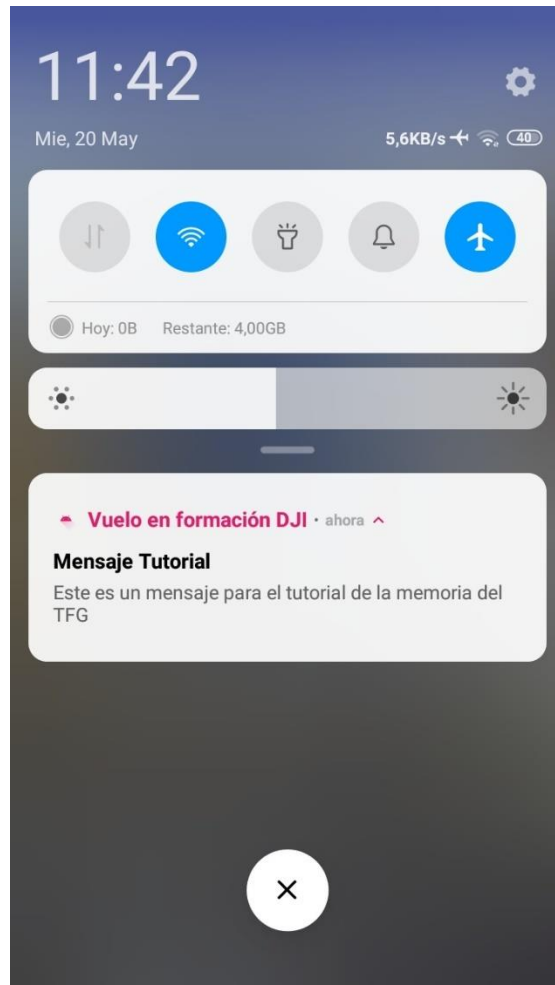 11:42
Mie, 20 May 5,6KB/s 40
Hoy: 0B Restante: 4,00GB
Vuelo en formación DJI · ahora
Mensaje Tutorial
Este es un mensaje para el tutorial de la memoria del
TFG